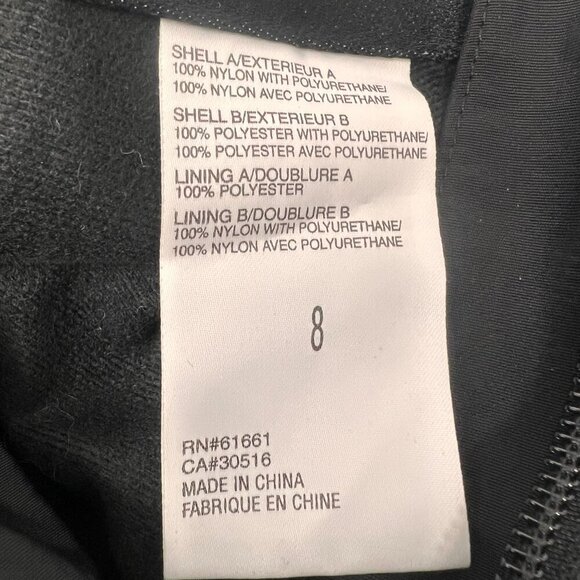 SHELL A/EXTERIEUR A
100% NYLON WITH POLYURETHANE/
100% NYLON AVEC POLYURETHANE
SHELL B/EXTERIEUR B
100% POLYESTER WITH POLYURETHANE/
100% POLYESTER AVEC POLYURETHANE
LINING A/DOUBLURE A
100% POLYESTER
LINING B/DOUBLURE B
100% NYLON WITH POLYURETHANE/
100% NYLON AVEC POLYURETHANE
8
RN#61661
CA#30516
MADE IN CHINA
FABRIQUE EN CHINE